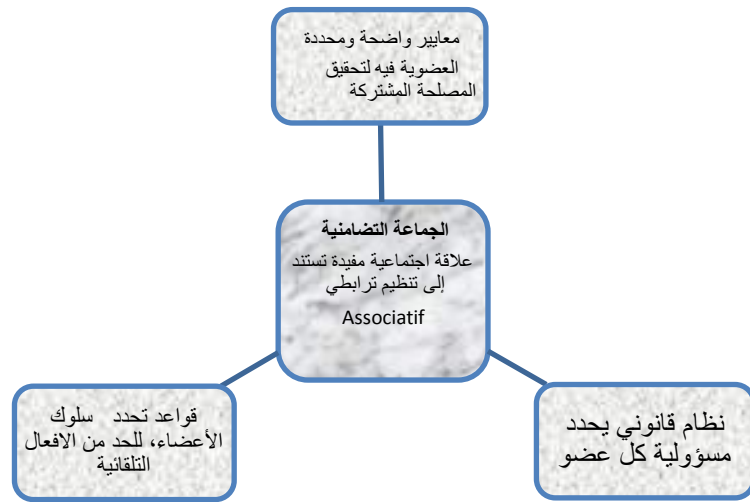 معايير واضحة ومحددة
العضوية فيه لتحقيق
المصلحة المشتركة
الجماعة التضامنية
علاقة اجتماعية مفيدة تستند
إلى تنظيم ترابطي
Associatif
نظام قانوني يحدد
مسؤولية كل عضو
قواعد تحدد سلوك
الأعضاء، للحد من الافعال
التلقائية